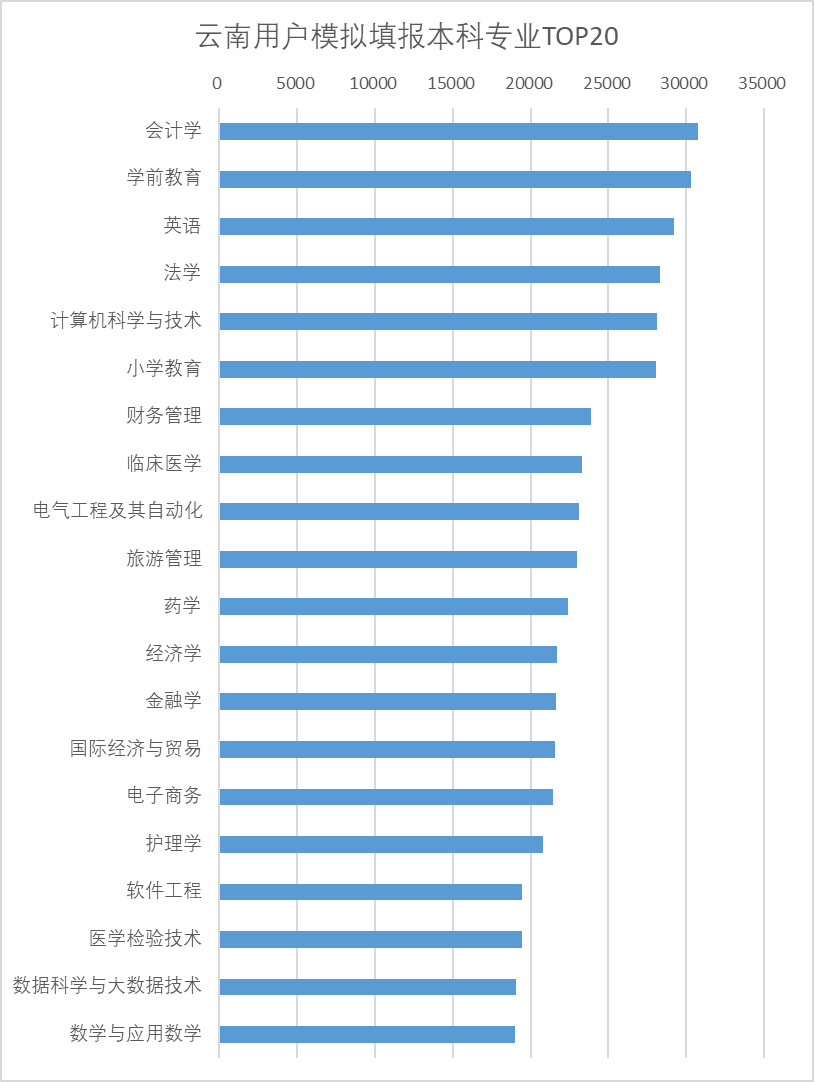 云南用户模拟填报本科专业TOP20
0 5000 10000 15000 20000 25000 30000 35000
会计学
学前教育
英语
法学
计算机科学与技术
小学教育
财务管理
临床医学
电气工程及其自动化
旅游管理
药学
经济学
金融学
国际经济与贸易
电子商务
护理学
软件工程
医学检验技术
数据科学与大数据技术
数学与应用数学